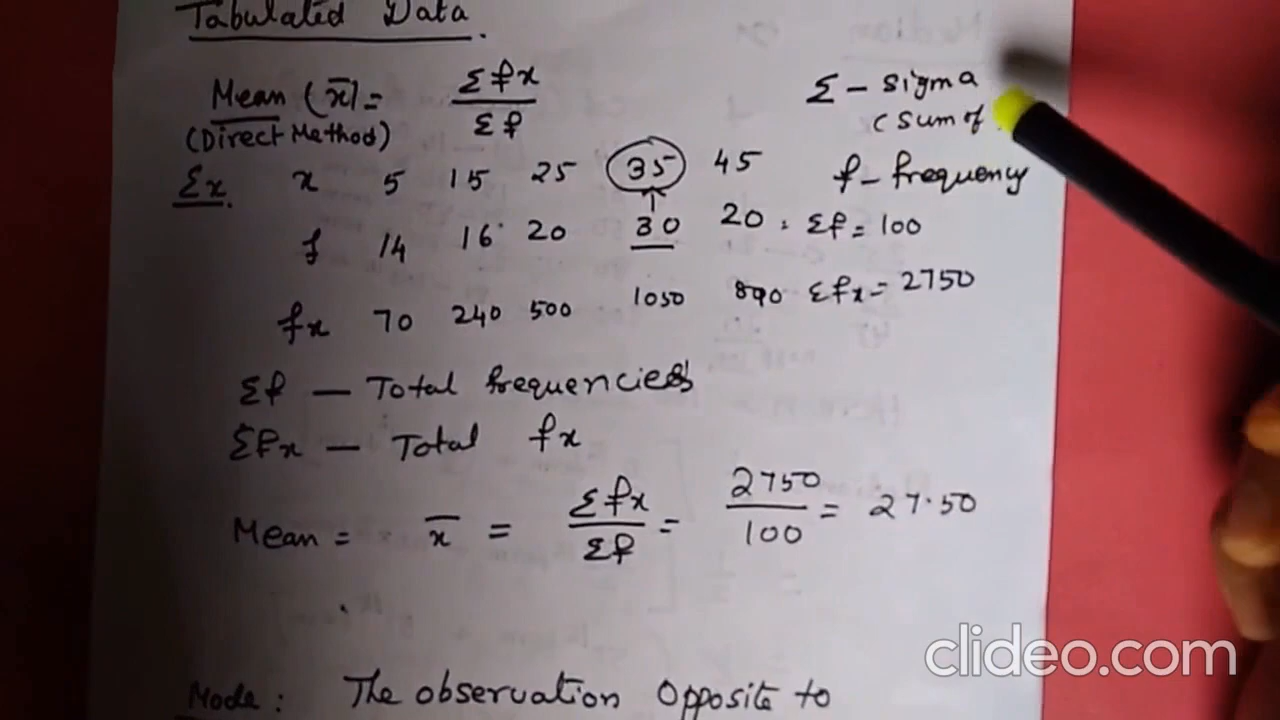 Tabulated Data.
Mean (x̄) = Σfx / Σf
Σ - sigma
(Direct Method)
(Sum of
Ex. x 5 15 25 35 45
f - frequency
f 14 16 20 30 20 . Σf = 100
fx 70 240 500 1050 890 Σfx = 2750
Σf — Total frequencies
Σfx — Total fx
Mean = x̄ = Σfx / Σf = 2750 / 100 = 27.50
Mode: The observation Opposite to
clideo.com